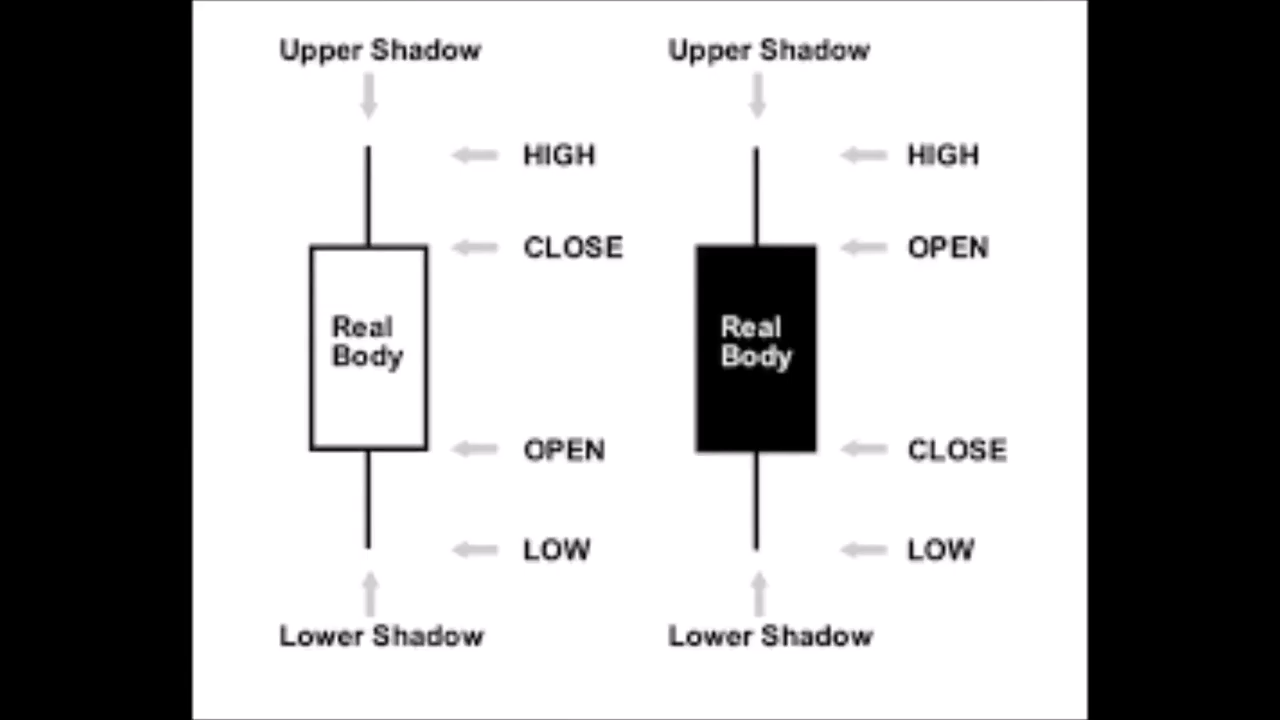 Upper Shadow
HIGH
CLOSE
Real
Body
OPEN
LOW
Lower Shadow
Upper Shadow
HIGH
OPEN
Real
Body
CLOSE
LOW
Lower Shadow